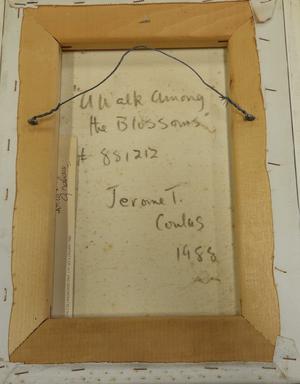 "A Walk Among
the Blossoms"
# 881212
Jerome T.
Coulas
1988